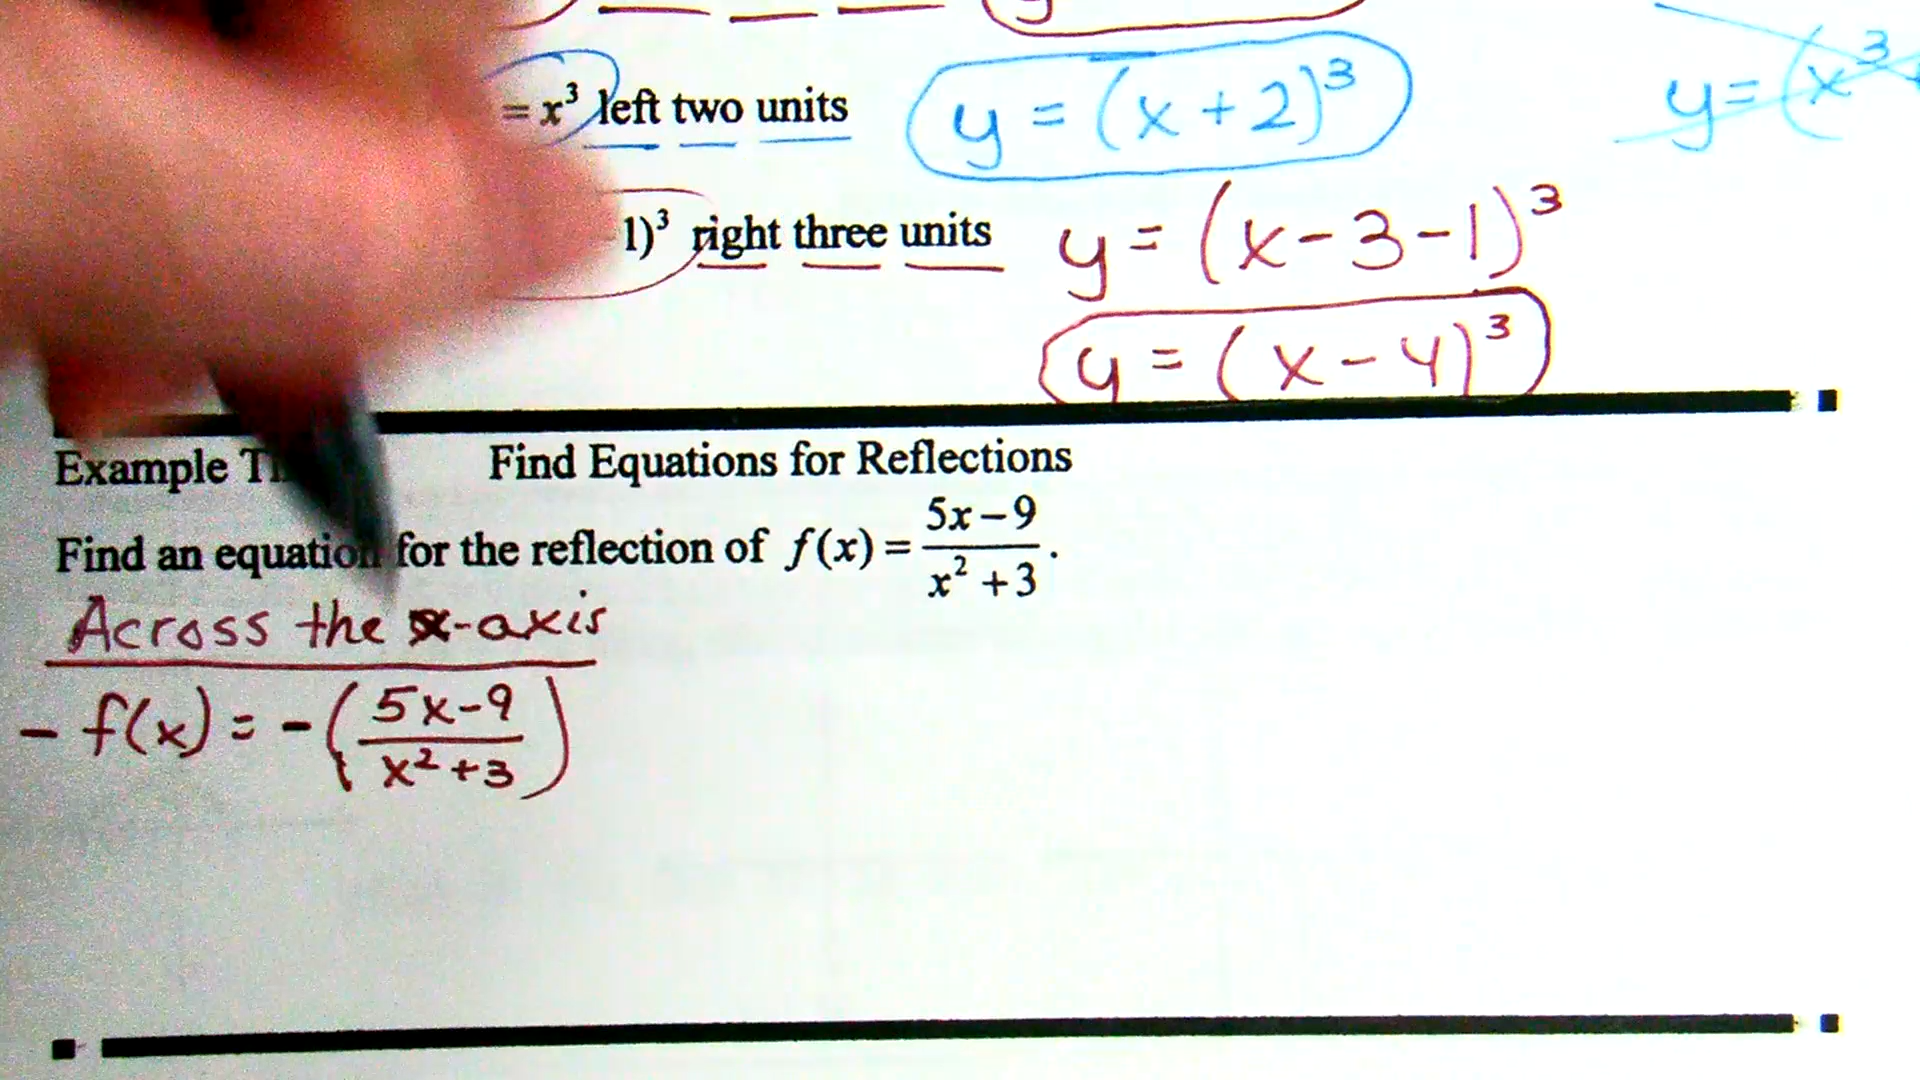 = x³ left two units y = (x + 2)³ y = (x³
1)³ right three units y = (x - 3 - 1)³
y = (x - 4)³
Example Find Equations for Reflections
Find an equation for the reflection of f(x) = (5x - 9)/(x² + 3).
Across the x-axis
- f(x) = - ((5x - 9)/(x² + 3))